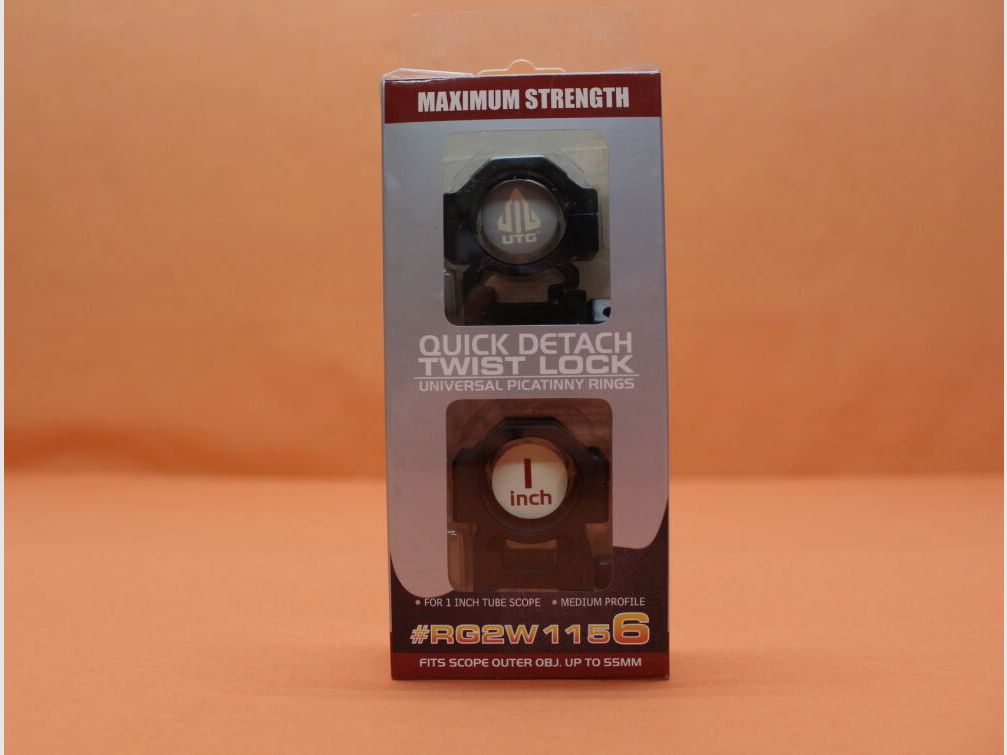 MAXIMUM STRENGTH
UTG
QUICK DETACH
TWIST LOCK
UNIVERSAL PICATINNY RINGS
1
inch
• FOR 1 INCH TUBE SCOPE • MEDIUM PROFILE
#RG2W1156
FITS SCOPE OUTER OBJ. UP TO 55MM